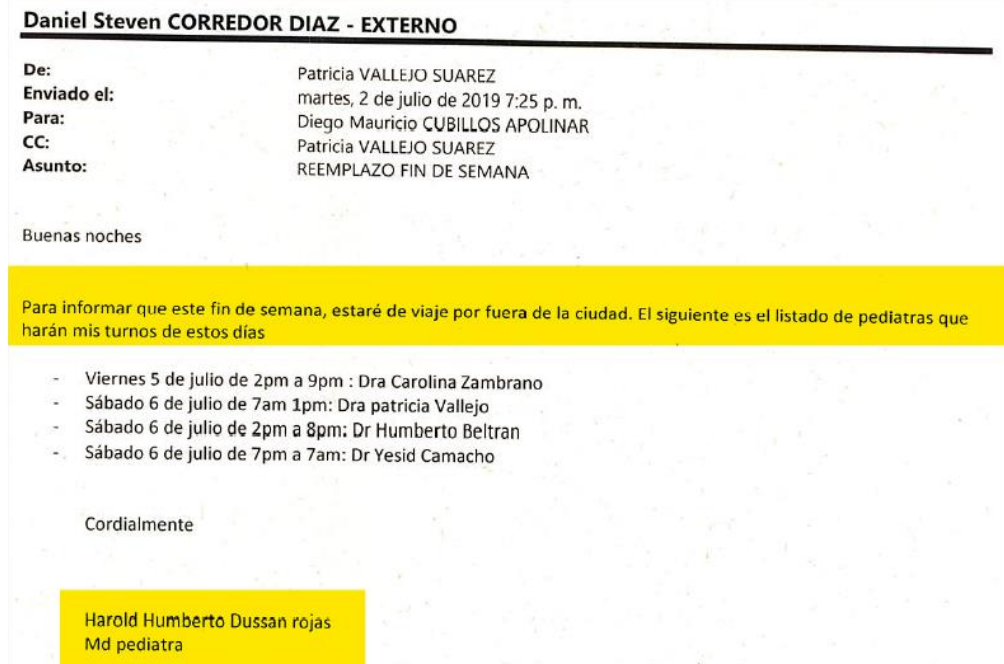 Daniel Steven CORREDOR DIAZ - EXTERNO
De: Patricia VALLEJO SUAREZ
Enviado el: martes, 2 de julio de 2019 7:25 p. m.
Para: Diego Mauricio CUBILLOS APOLINAR
CC: Patricia VALLEJO SUAREZ
Asunto: REEMPLAZO FIN DE SEMANA
Buenas noches
Para informar que este fin de semana, estaré de viaje por fuera de la ciudad. El siguiente es el listado de pediatras que
harán mis turnos de estos días
- Viernes 5 de julio de 2pm a 9pm : Dra Carolina Zambrano
- Sábado 6 de julio de 7am 1pm: Dra patricia Vallejo
- Sábado 6 de julio de 2pm a 8pm: Dr Humberto Beltran
- Sábado 6 de julio de 7pm a 7am: Dr Yesid Camacho
Cordialmente
Harold Humberto Dussan rojas
Md pediatra